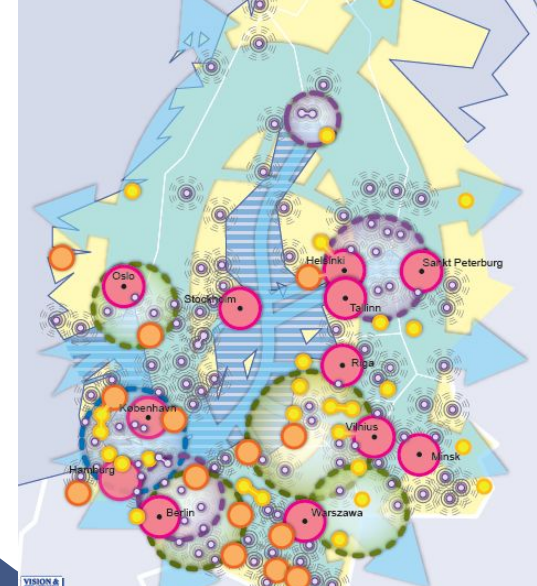 Helsinki
Sankt Peterburg
Oslo
Stockholm
Tallinn
Riga
København
Vilnius
Minsk
Hamburg
Berlin
Warszawa
VISION &